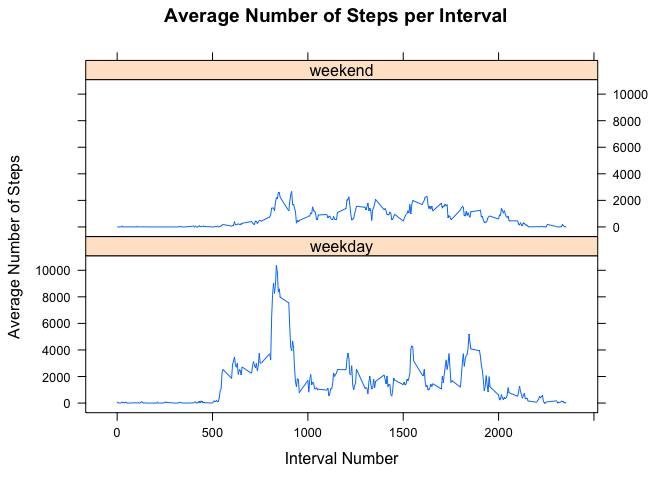 Average Number of Steps per Interval
weekend
10000
8000
6000
4000
2000
0
weekday
10000
8000
6000
4000
2000
0
0 500 1000 1500 2000
Interval Number
Average Number of Steps